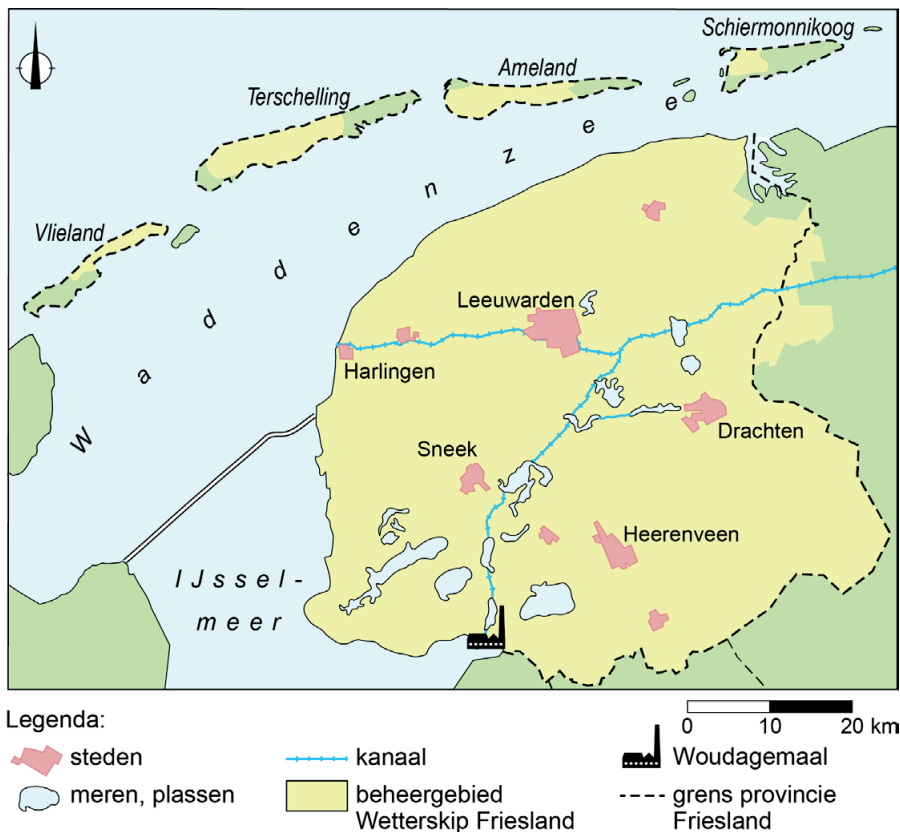 Schiermonnikoog
Ameland
Terschelling
Vlieland
Waddenzee
Leeuwarden
Harlingen
Drachten
Sneek
Heerenveen
IJssel-
meer
Legenda:
0 10 20 km
steden
kanaal
Woudagemaal
meren, plassen
beheergebied
Wetterskip Friesland
grens provincie
Friesland